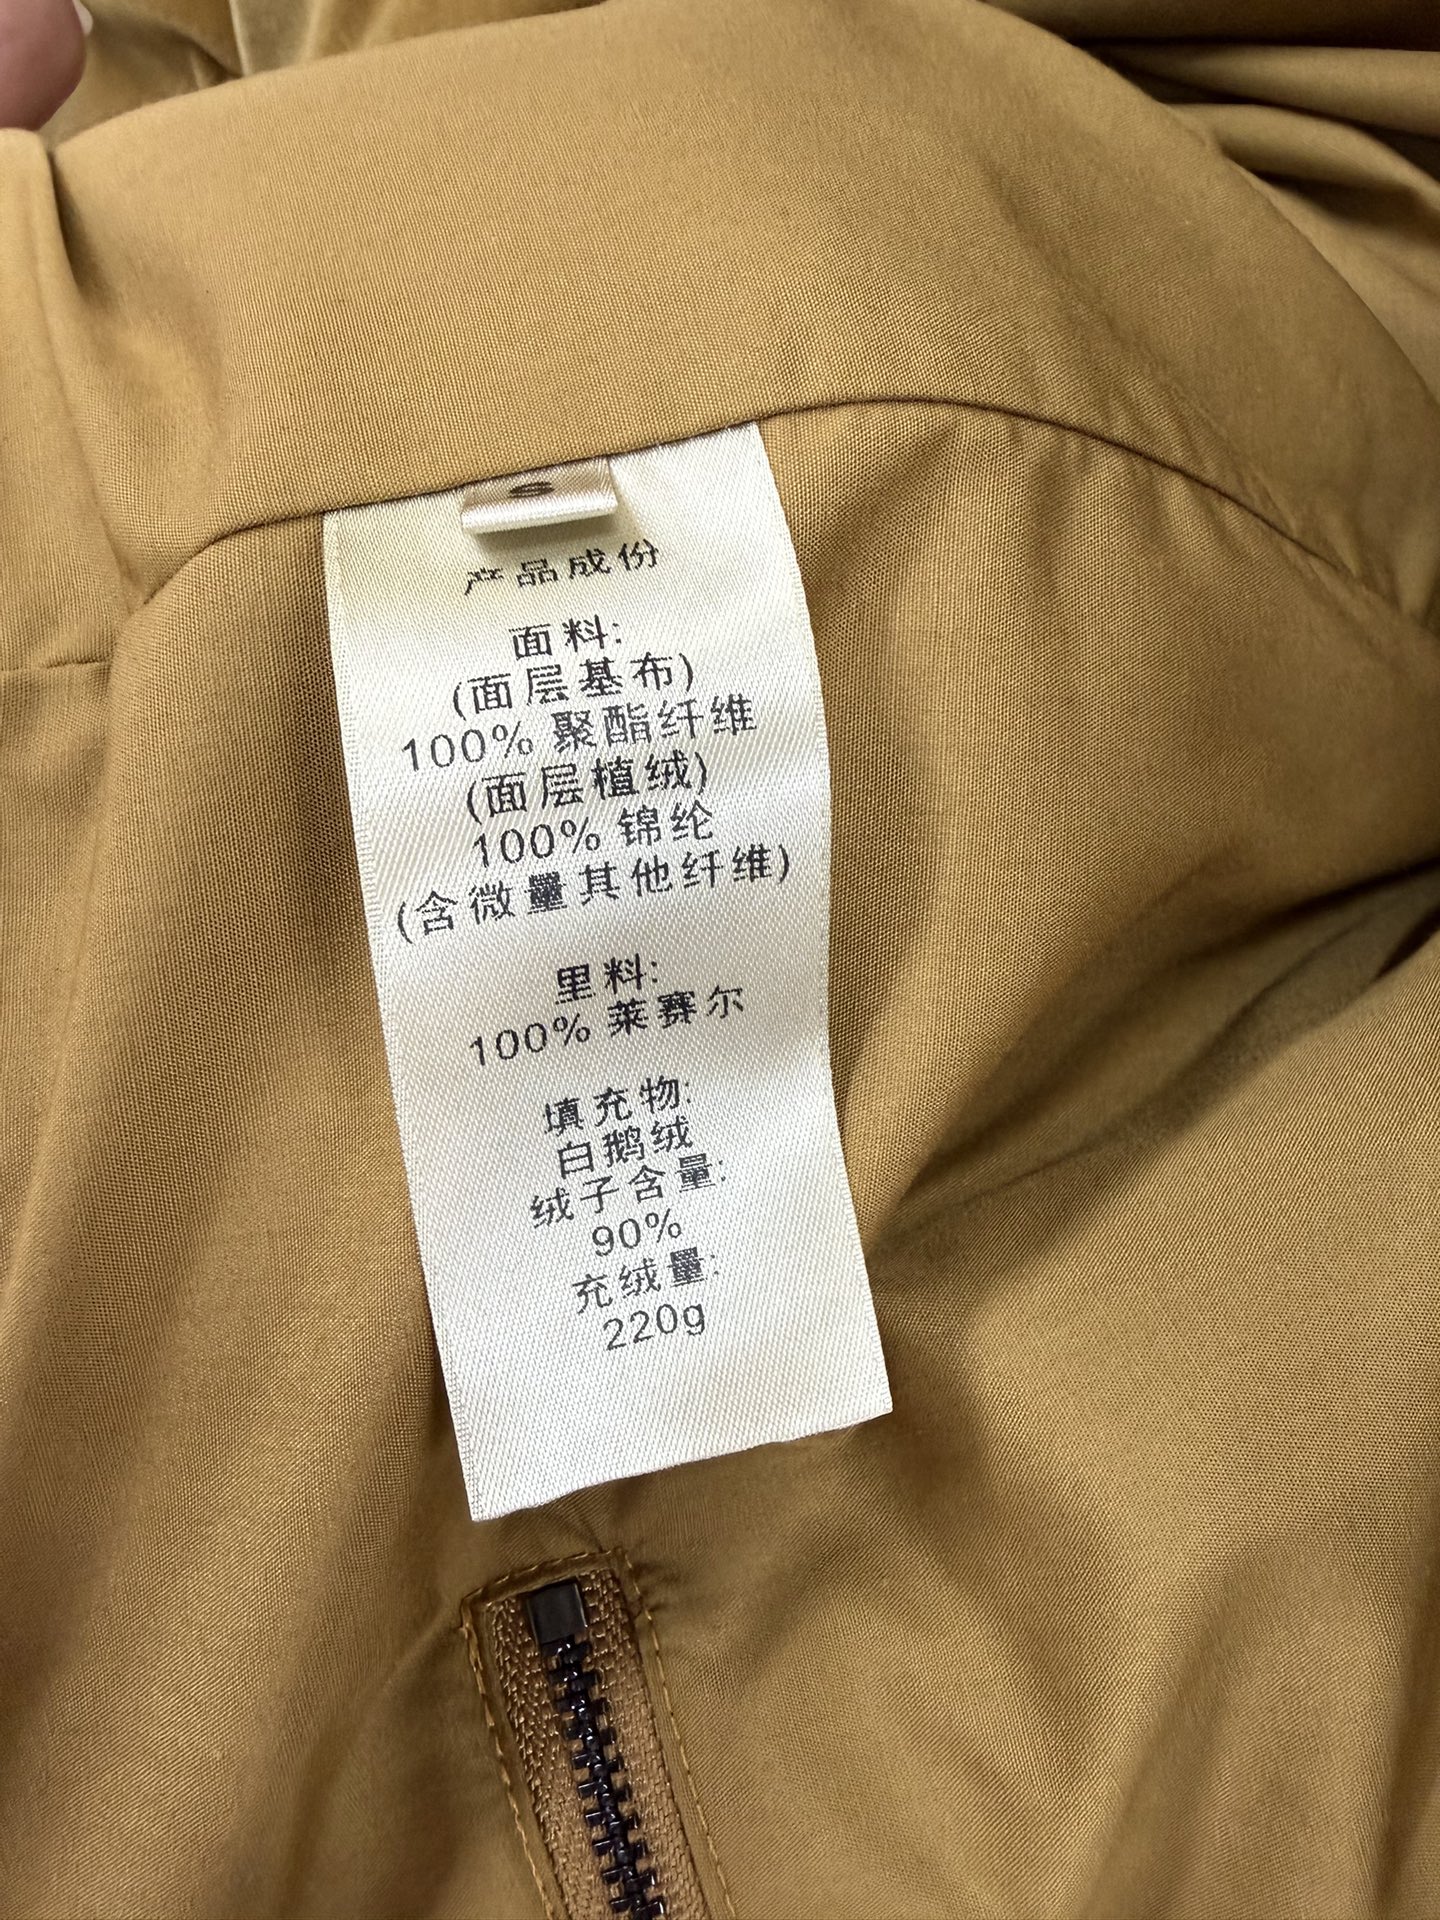 产品成份
面料:
(面层基布)
100% 聚酯纤维
(面层植绒)
100% 锦纶
(含微量其他纤维)
里料:
100% 莱赛尔
填充物:
白鹅绒
绒子含量:
90%
充绒量:
220g